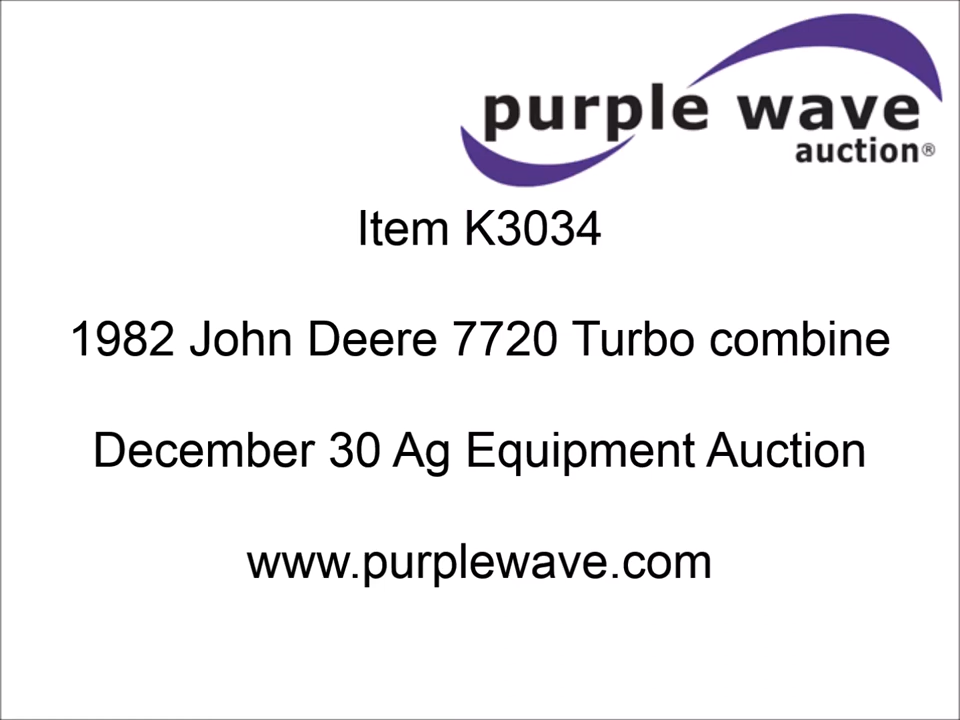 purple wave
auction®
Item K3034
1982 John Deere 7720 Turbo combine
December 30 Ag Equipment Auction
www.purplewave.com